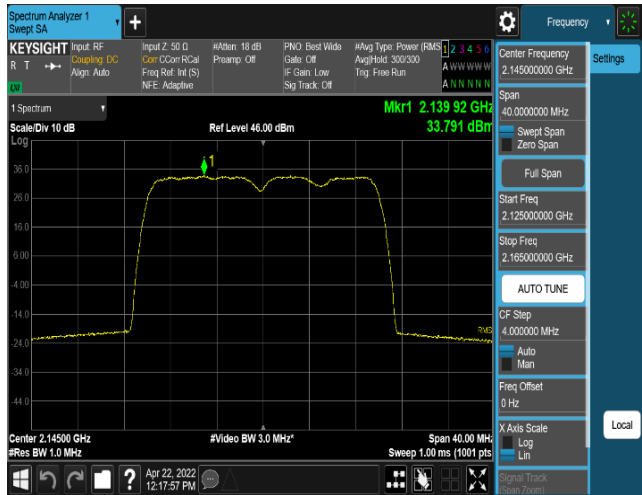 Spectrum Analyzer 1
Swept SA
Frequency
KEYSIGHT
R T
Input: RF
Coupling: DC
Align: Auto
Input Z: 50 Ω
Corr CCorr RCal
Freq Ref: Int (S)
NFE: Adaptive
#Atten: 18 dB
Preamp: Off
PNO: Best Wide
Gate: Off
IF Gain: Low
Sig Track: Off
#Avg Type: Power (RMS
Avg|Hold: 300/300
Trig: Free Run
1 2 3 4 5 6
A W W W W W
A N N N N N
1 Spectrum
Scale/Div 10 dB
Log
Ref Level 46.00 dBm
Mkr1 2.139 92 GHz
33.791 dBm
1
36.0
26.0
16.0
6.00
-4.00
-14.0
-24.0
-34.0
-44.0
RMS
Center 2.14500 GHz
#Res BW 1.0 MHz
#Video BW 3.0 MHz*
Span 40.00 MHz
Sweep 1.00 ms (1001 pts
Apr 22, 2022
12:17:57 PM
Center Frequency
2.145000000 GHz
Span
40.0000000 MHz
Swept Span
Zero Span
Full Span
Start Freq
2.125000000 GHz
Stop Freq
2.165000000 GHz
AUTO TUNE
CF Step
4.000000 MHz
Auto
Man
Freq Offset
0 Hz
X Axis Scale
Log
Lin
Signal Track
(Span Zoom)
Settings
Local